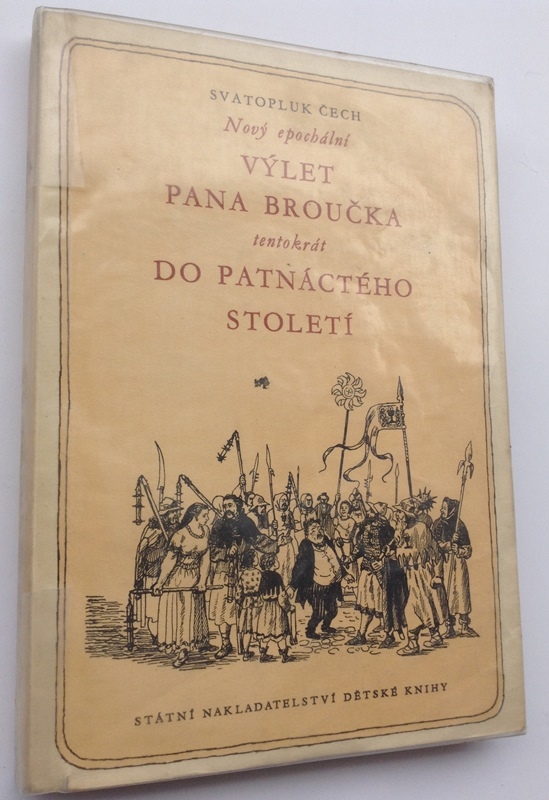 SVATOPLUK ČECH
Nový epochální
VÝLET
PANA BROUČKA
tentokrát
DO PATNÁCTÉHO
STOLETÍ
STÁTNÍ NAKLADATELSTVÍ DĚTSKÉ KNIHY